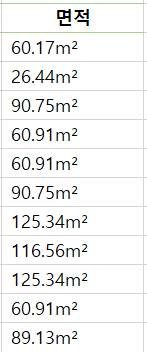 면적
60.17m²
26.44m²
90.75m²
60.91m²
60.91m²
90.75m²
125.34m²
116.56m²
125.34m²
60.91m²
89.13m²